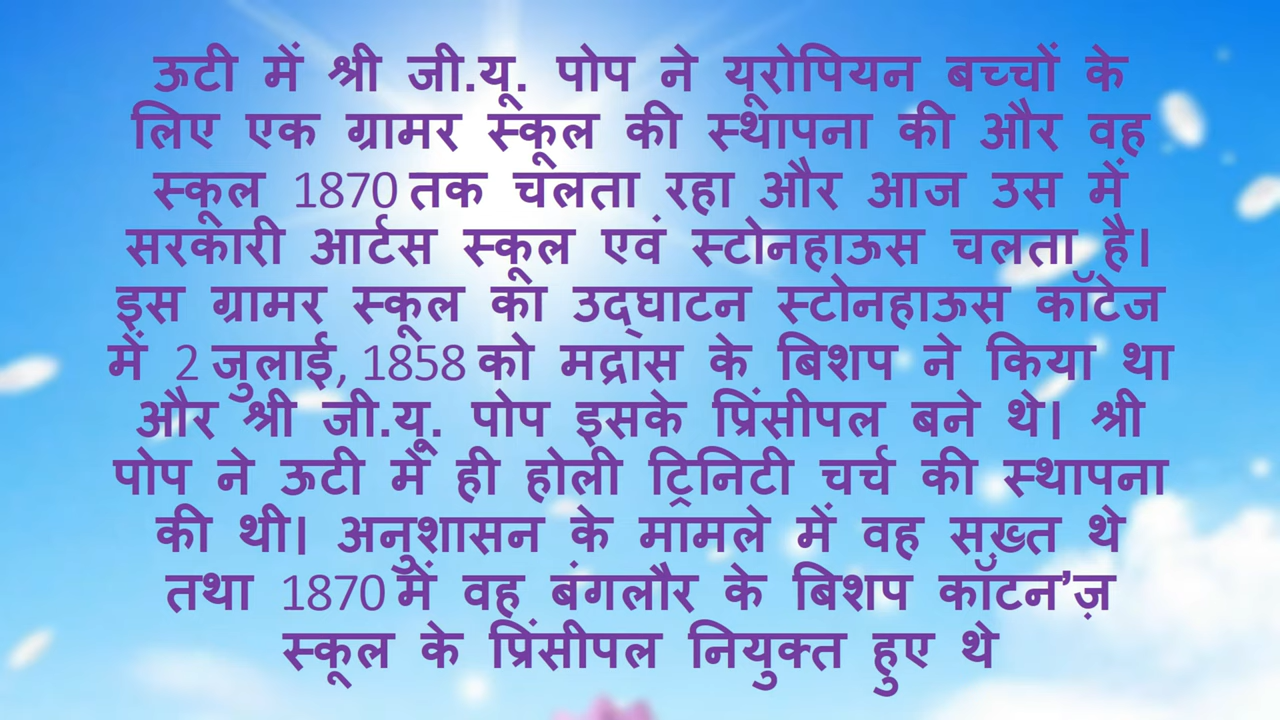 ऊटी में श्री जी.यू. पोप ने यूरोपियन बच्चों के
लिए एक ग्रामर स्कूल की स्थापना की और वह
स्कूल 1870 तक चलता रहा और आज उस में
सरकारी आर्टस स्कूल एवं स्टोनहाऊस चलता है।
इस ग्रामर स्कूल का उद्घाटन स्टोनहाऊस कॉटेज
में 2 जुलाई, 1858 को मद्रास के बिशप ने किया था
और श्री जी.यू. पोप इसके प्रिंसीपल बने थे। श्री
पोप ने ऊटी में ही होली ट्रिनिटी चर्च की स्थापना
की थी। अनुशासन के मामले में वह सख़्त थे
तथा 1870 में वह बंगलौर के बिशप कॉटन’ज़
स्कूल के प्रिंसीपल नियुक्त हुए थे